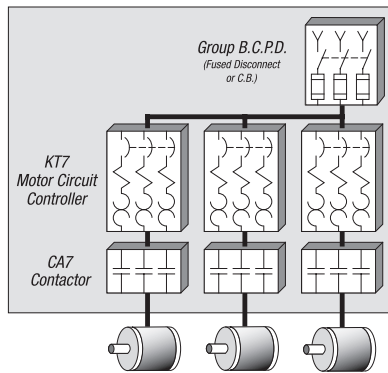 Group B.C.P.D.
(Fused Disconnect
or C.B.)
KT7
Motor Circuit
Controller
CA7
Contactor